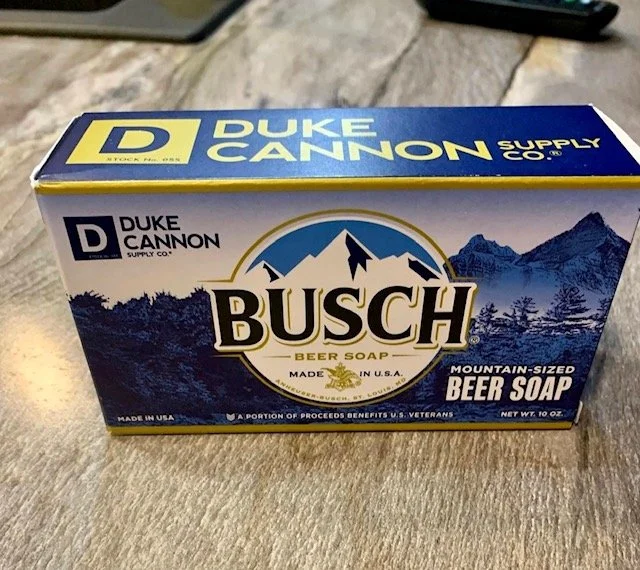 D
STOCK No. 055
DUKE
CANNON
SUPPLY
CO.®
D
DUKE
CANNON
SUPPLY CO.®
BUSCH®
BEER SOAP
MADE IN U.S.A.
ANHEUSER-BUSCH, ST. LOUIS, MO
MOUNTAIN-SIZED
BEER SOAP
MADE IN USA
A PORTION OF PROCEEDS BENEFITS U.S. VETERANS
NET WT. 10 OZ.